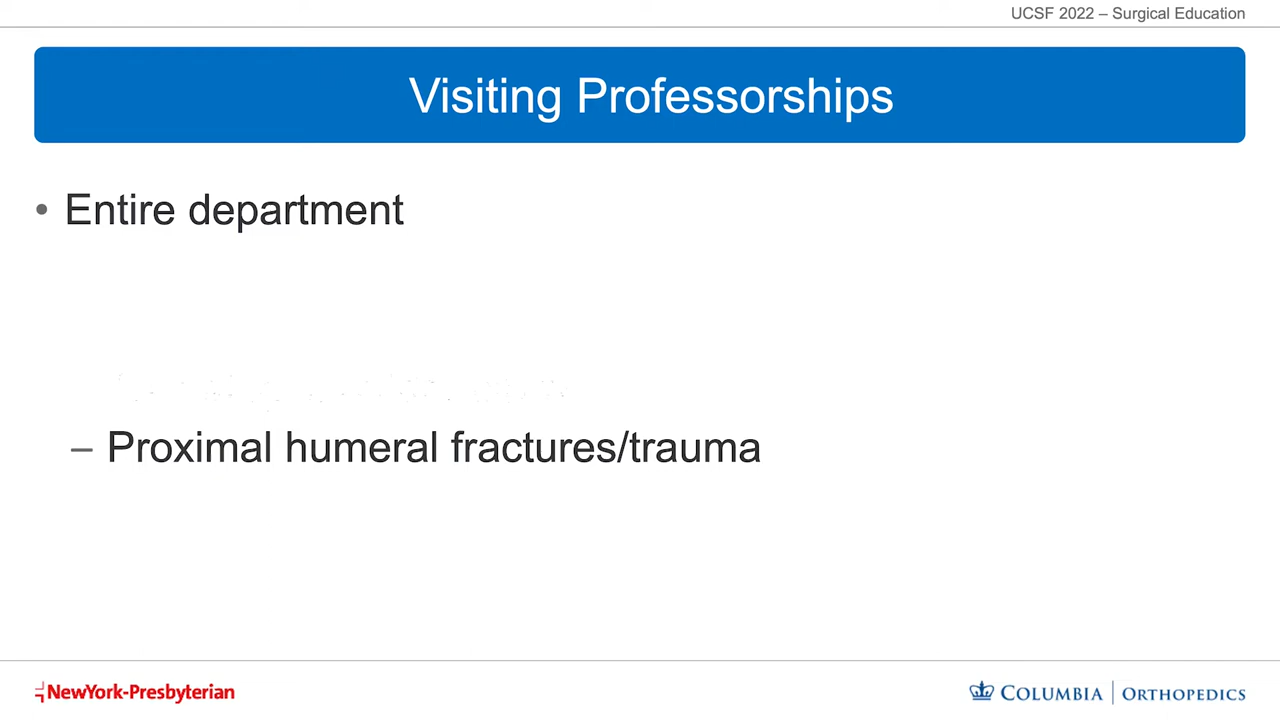 UCSF 2022 – Surgical Education
Visiting Professorships
• Entire department
– Proximal humeral fractures/trauma
NewYork-Presbyterian
COLUMBIA | ORTHOPEDICS